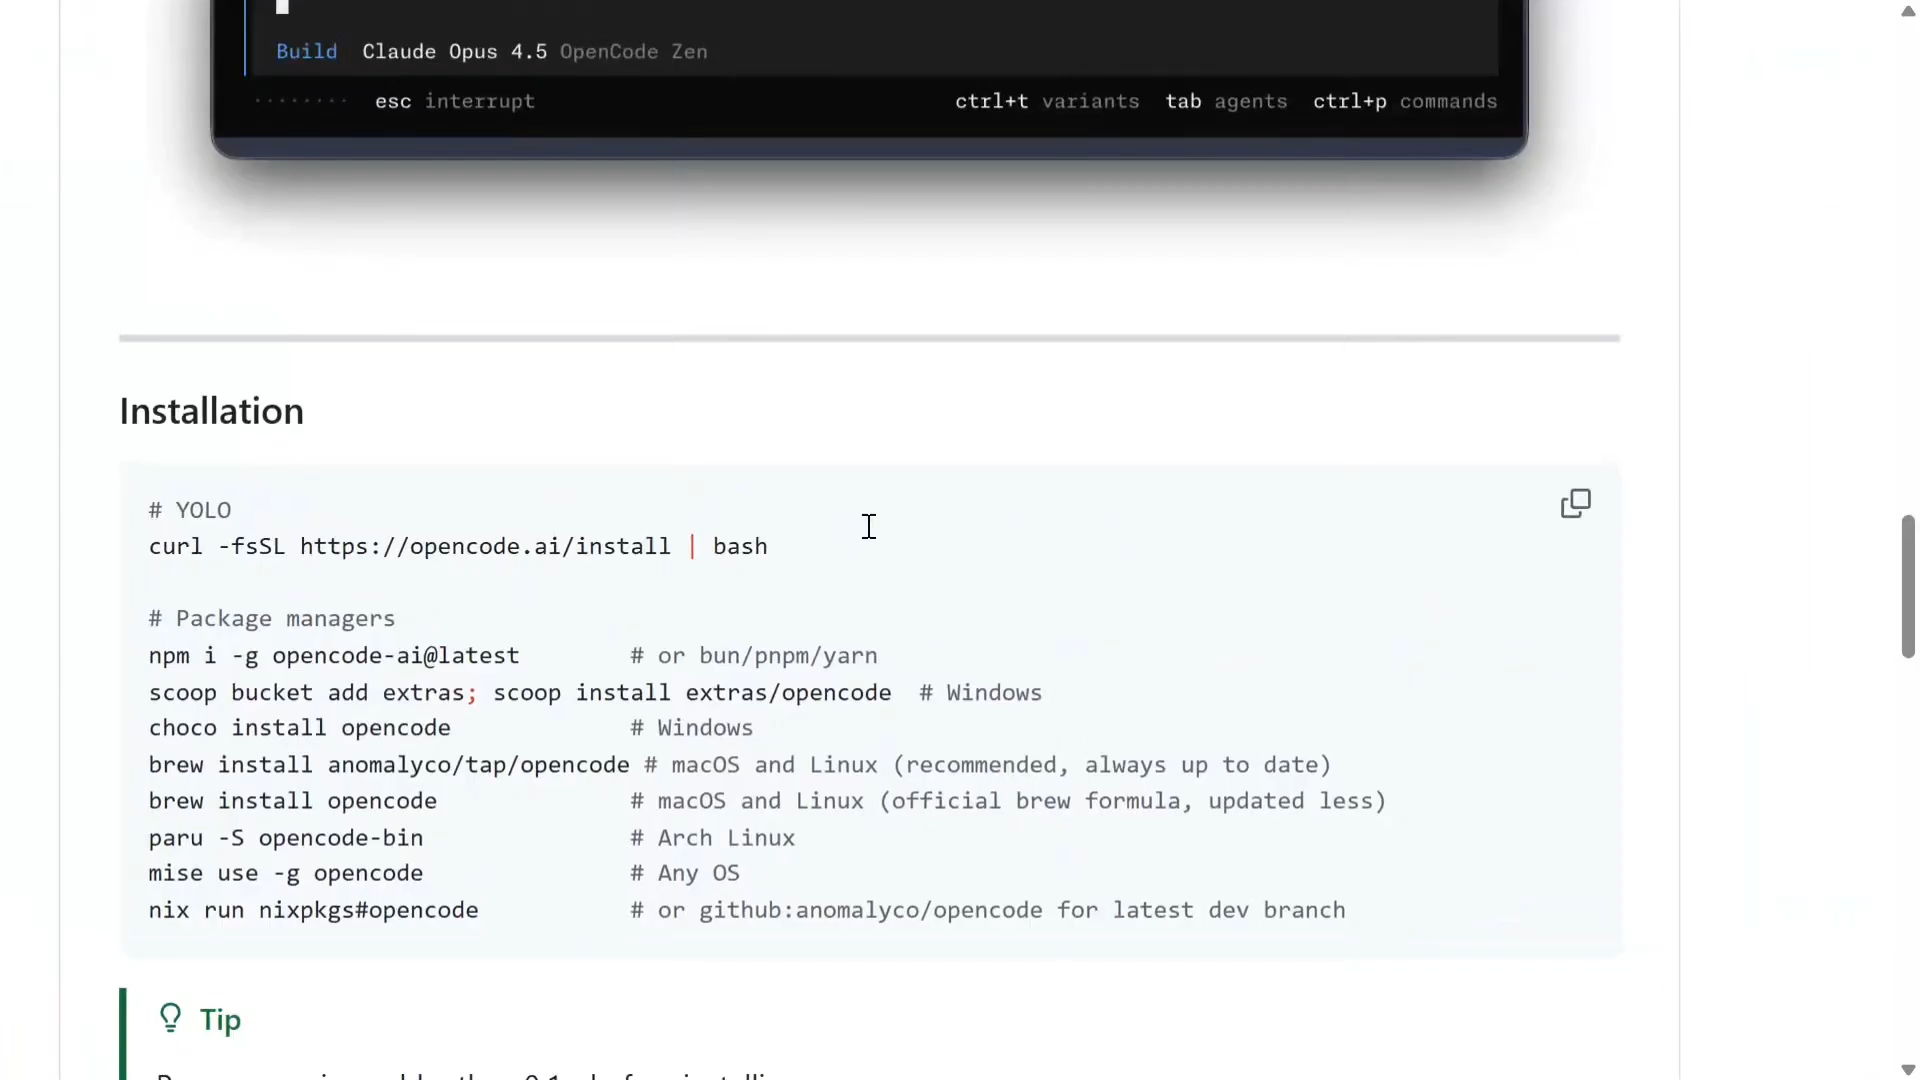 Build Claude Opus 4.5 OpenCode Zen
esc interrupt ctrl+t variants tab agents ctrl+p commands
Installation
# YOLO
curl -fsSL https://opencode.ai/install | bash
# Package managers
npm i -g opencode-ai@latest # or bun/pnpm/yarn
scoop bucket add extras; scoop install extras/opencode # Windows
choco install opencode # Windows
brew install anomalyco/tap/opencode # macOS and Linux (recommended, always up to date)
brew install opencode # macOS and Linux (official brew formula, updated less)
paru -S opencode-bin # Arch Linux
mise use -g opencode # Any OS
nix run nixpkgs#opencode # or github:anomalyco/opencode for latest dev branch
Tip